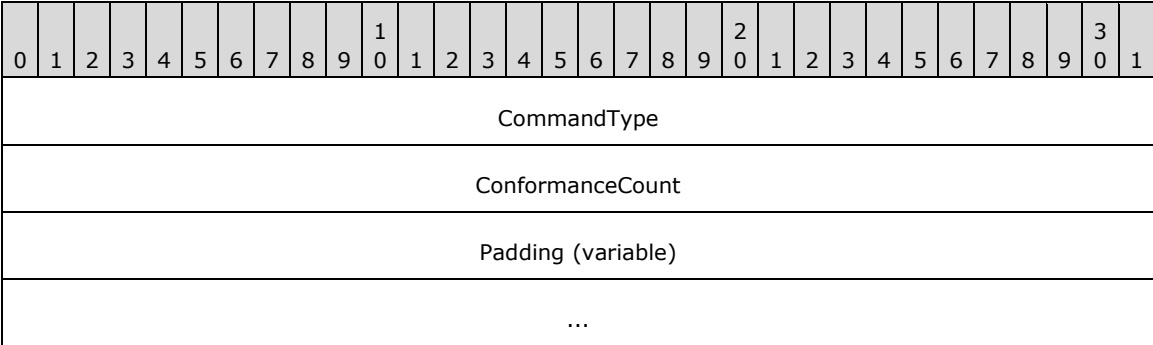 0 1 2 3 4 5 6 7 8 9 1 0 1 2 3 4 5 6 7 8 9 2 0 1 2 3 4 5 6 7 8 9 3 0 1
CommandType
ConformanceCount
Padding (variable)
...